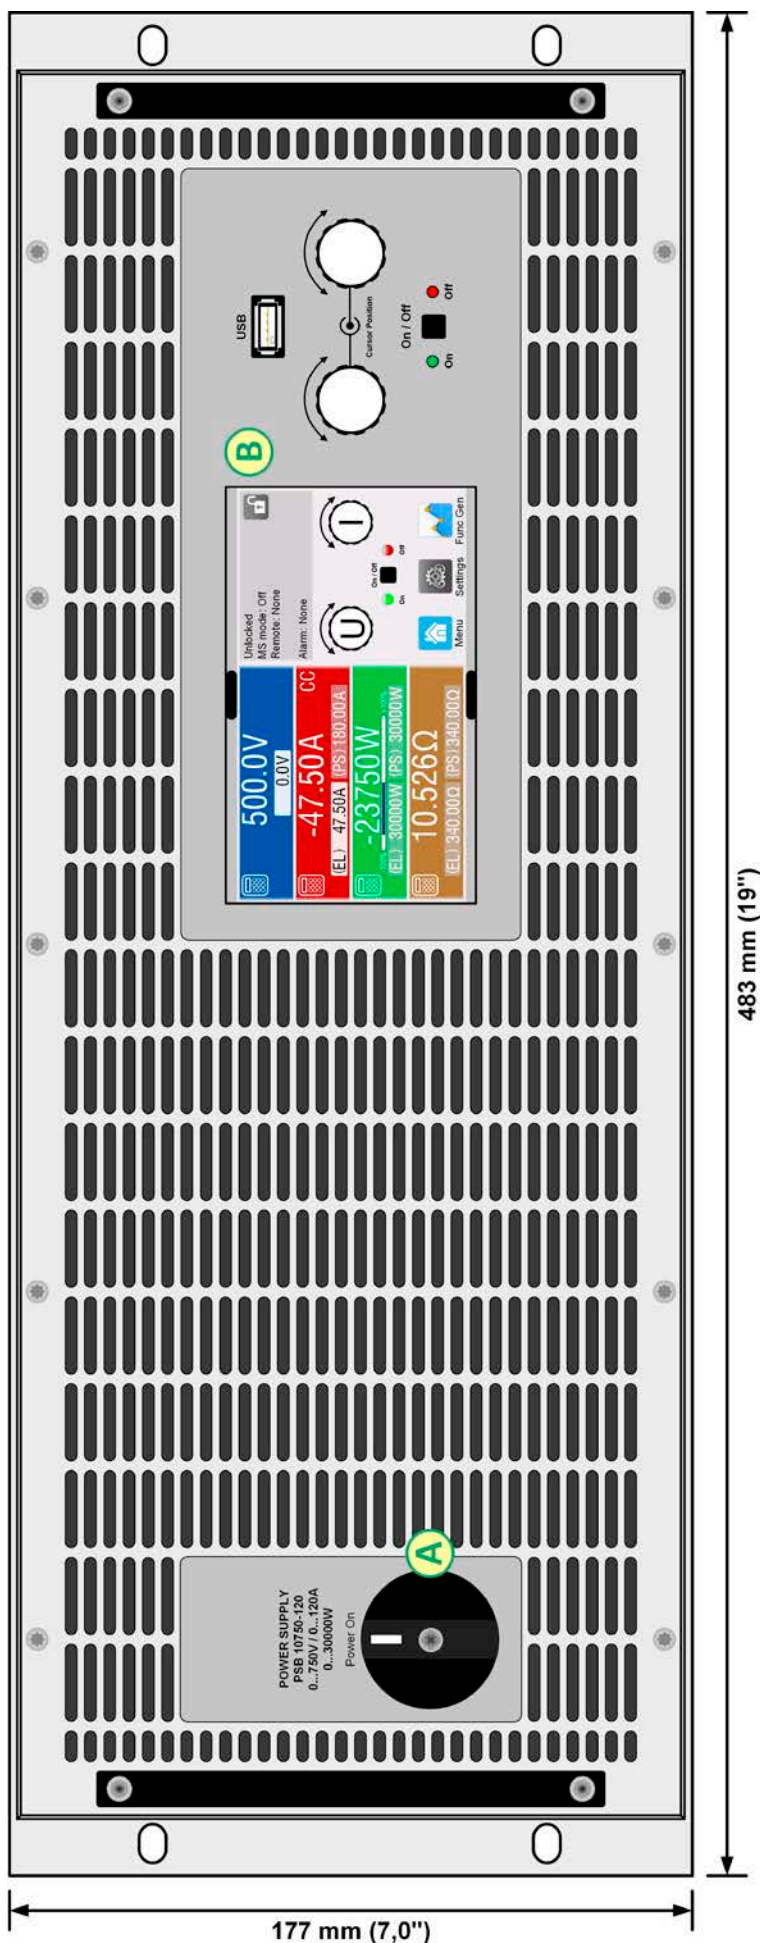 POWER SUPPLY
PSB 10750-120
0...750V / 0...120A
0...30000W
Power On
A
500.0V
0.0V
-47.50A
CC
(EL) 47.50A (PS) 180.00A
-23750W
100% +100%
(EL) 30000W (PS) 30000W
10.526Ω
(EL) 340.00Ω (PS) 340.00Ω
Unlocked
MS mode: Off
Remote: None
Alarm: None
U
I
On / Off
On
Off
Menu
Settings
Func Gen
B
USB
Cursor Position
On / Off
On
Off
483 mm (19")
177 mm (7,0")